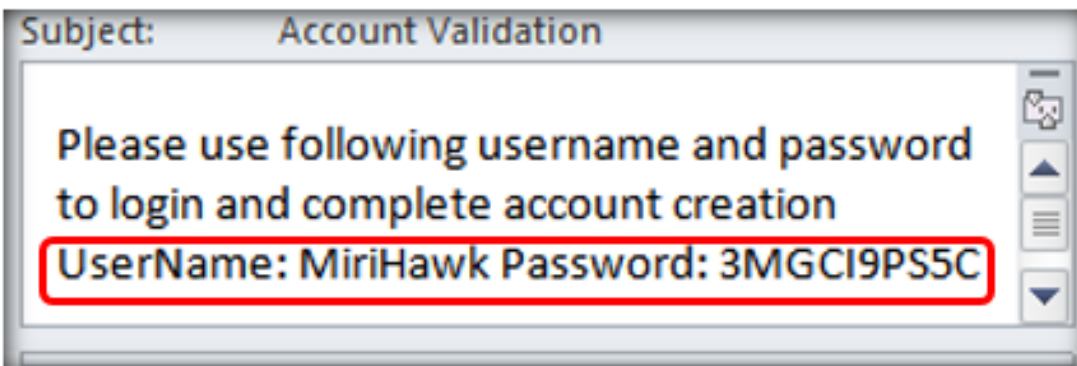 Subject: Account Validation
Please use following username and password
to login and complete account creation
UserName: MiriHawk Password: 3MGCI9PS5C